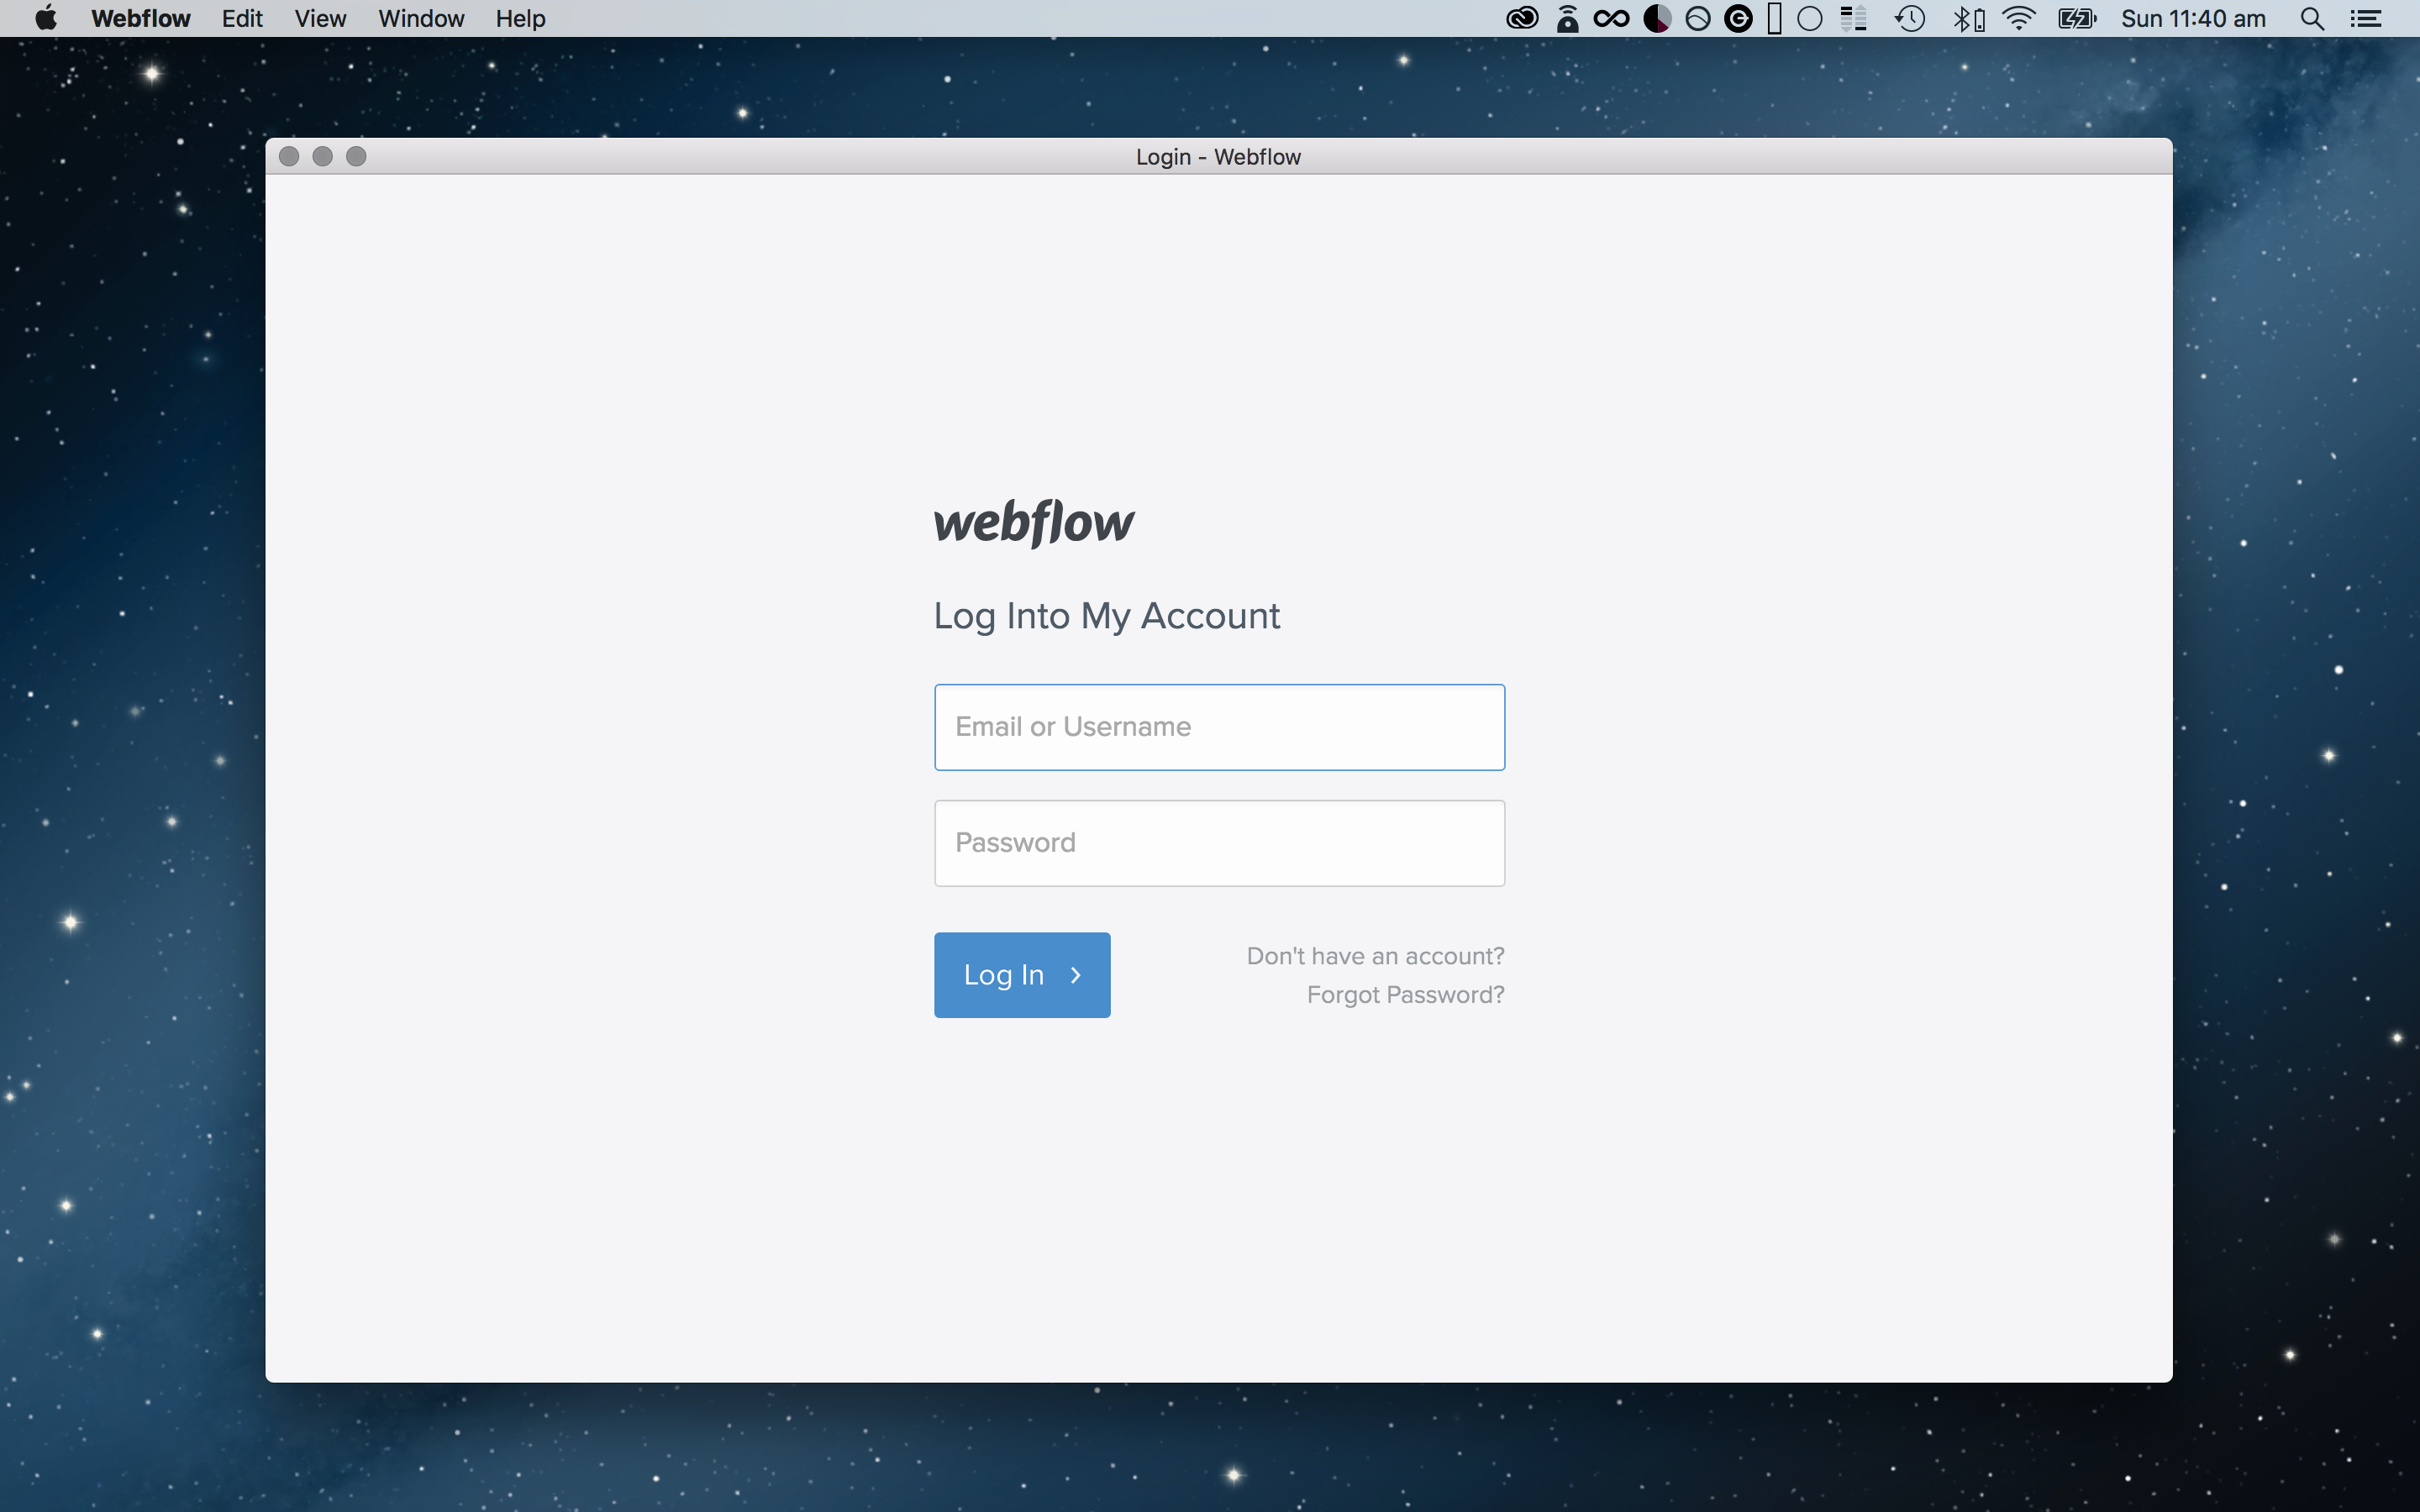 Webflow Edit View Window Help Sun 11:40 am
Login - Webflow
webflow
Log Into My Account
Email or Username
Password
Log In
Don't have an account?
Forgot Password?